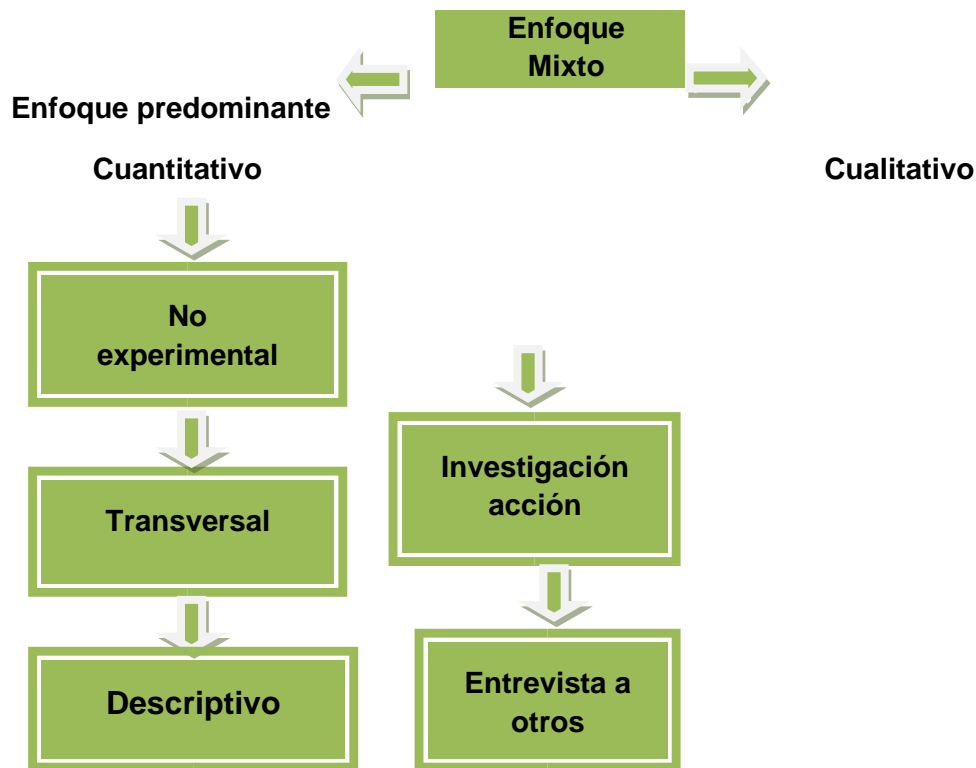 Enfoque
Mixto
Enfoque predominante
Cuantitativo
Cualitativo
No
experimental
Transversal
Descriptivo
Investigación
acción
Entrevista a
otros